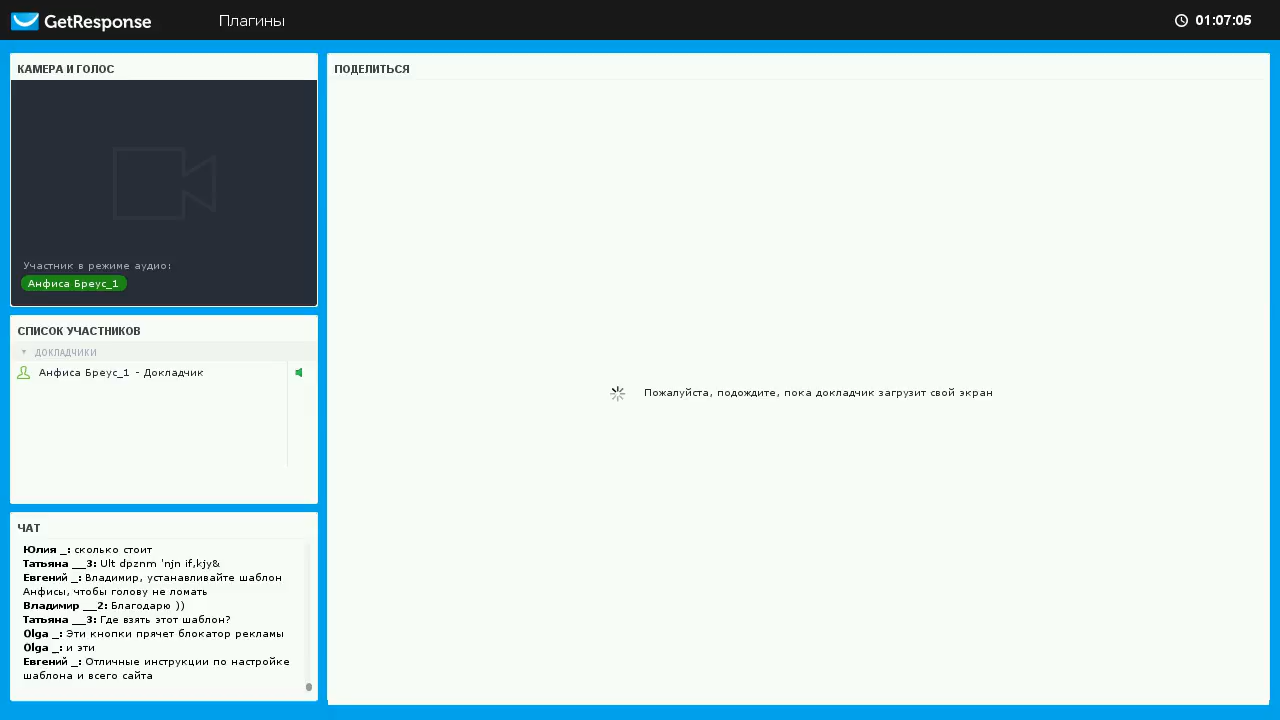 GetResponse
Плагины
01:07:05
КАМЕРА И ГОЛОС
Участник в режиме аудио:
Анфиса Бреус_1
СПИСОК УЧАСТНИКОВ
ДОКЛАДЧИКИ
Анфиса Бреус_1 - Докладчик
ЧАТ
Юлия _: сколько стоит
Татьяна __3: Ult dpznm 'njn if,kjy&
Евгений _: Владимир, устанавливайте шаблон
Анфисы, чтобы голову не ломать
Владимир __2: Благодарю ))
Татьяна __3: Где взять этот шаблон?
Olga _: Эти кнопки прячет блокатор рекламы
Olga _: и эти
Евгений _: Отличные инструкции по настройке
шаблона и всего сайта
ПОДЕЛИТЬСЯ
Пожалуйста, подождите, пока докладчик загрузит свой экран